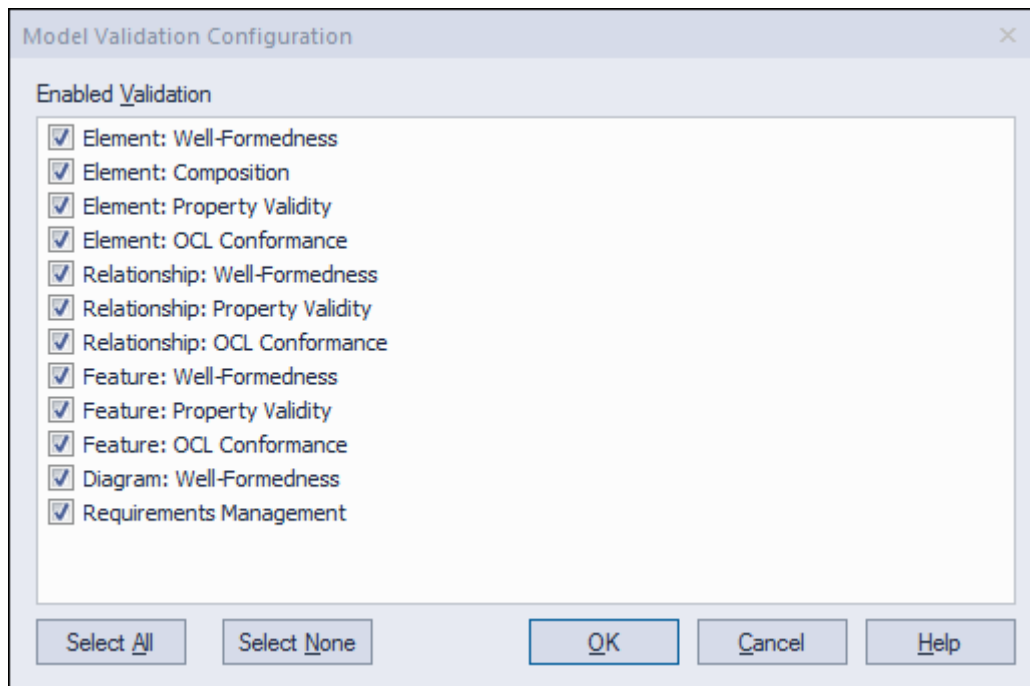 Model Validation Configuration
Enabled Validation
Element: Well-Formedness
Element: Composition
Element: Property Validity
Element: OCL Conformance
Relationship: Well-Formedness
Relationship: Property Validity
Relationship: OCL Conformance
Feature: Well-Formedness
Feature: Property Validity
Feature: OCL Conformance
Diagram: Well-Formedness
Requirements Management
Select All Select None OK Cancel Help